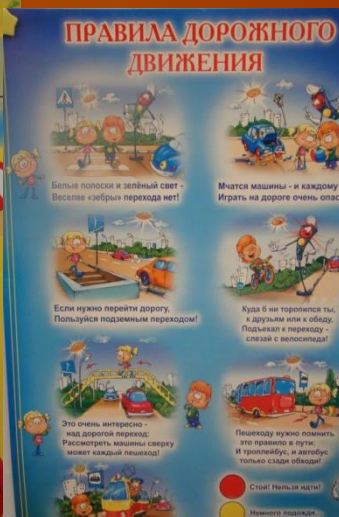 ПРАВИЛА ДОРОЖНОГО
ДВИЖЕНИЯ
Белые полоски и зелёный свет -
Веселее «зебры» перехода нет!
Мчатся машины - и каждому
Играть на дороге очень опас
Если нужно перейти дорогу,
Пользуйся подземным переходом!
Куда б ни торопился ты,
к друзьям или к обеду,
Подъехал к переходу -
слезай с велосипеда!
Это очень интересно -
над дорогой переход:
Рассмотреть машины сверху
может каждый пешеход!
Пешеходу нужно помнить
это правило в пути:
И троллейбус, и автобус
только сзади обходи!
Стой! Нельзя идти!
Немного подожди